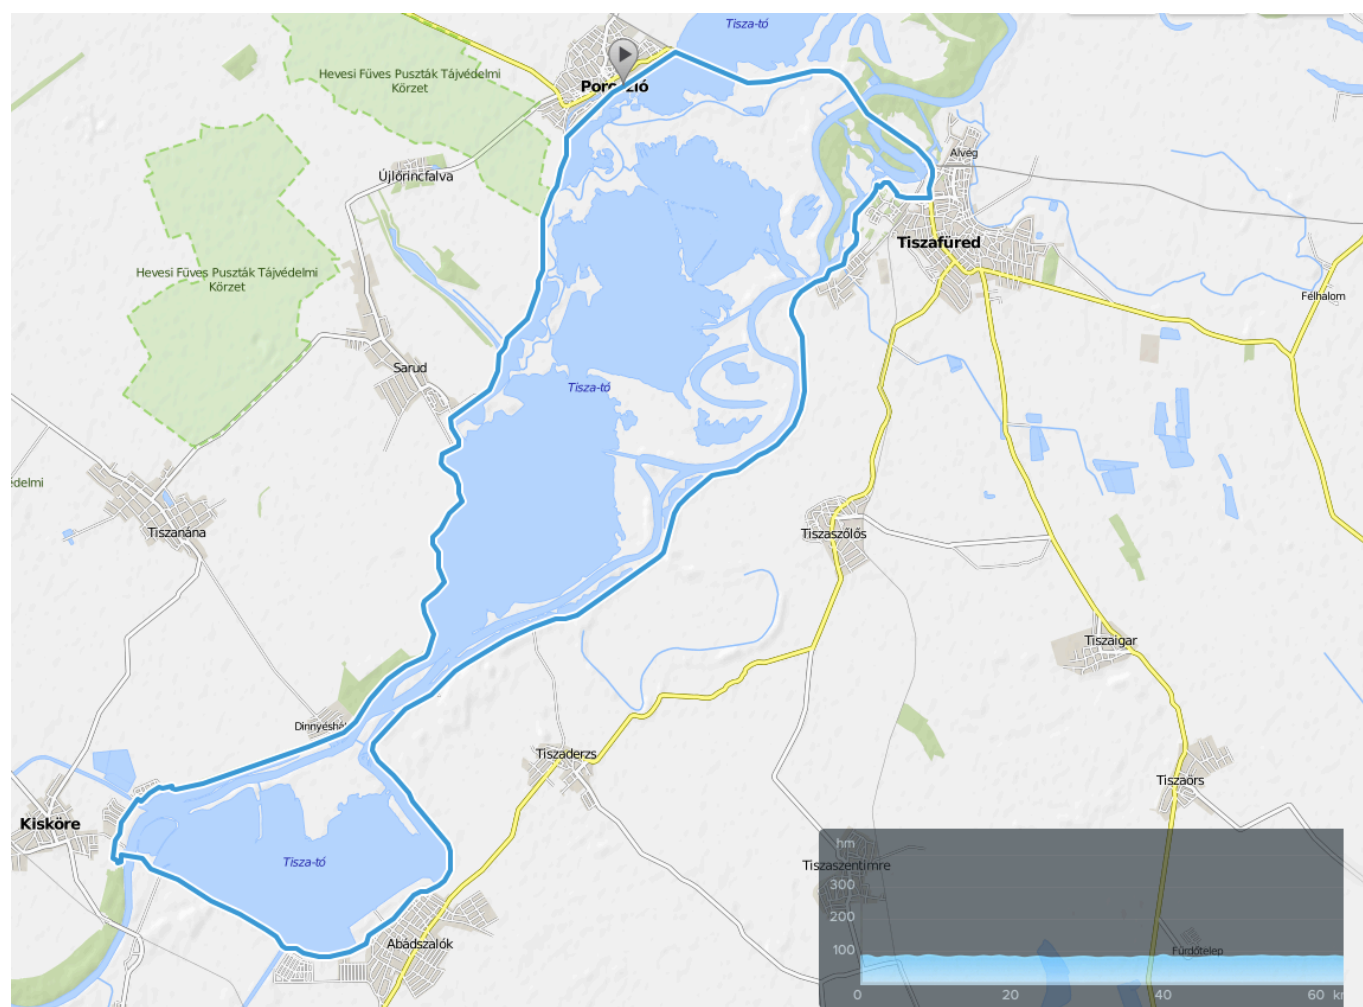 Tisza-tó
Hevesi Füves Puszták Tájvédelmi
Körzet
Alvég
Újlőrincfalva
Tiszafüred
Hevesi Füves Puszták Tájvédelmi
Körzet
Félhalom
Sarud
Tisza-tó
édelmi
Tiszanána
Tiszaszőlős
Tiszaigar
Tiszaderzs
Tiszaörs
Kisköre
hm
Tisza-tó
Tiszaszentimre
300
200
Abádszalók
100
Fürdőtelep
0
20
40
60